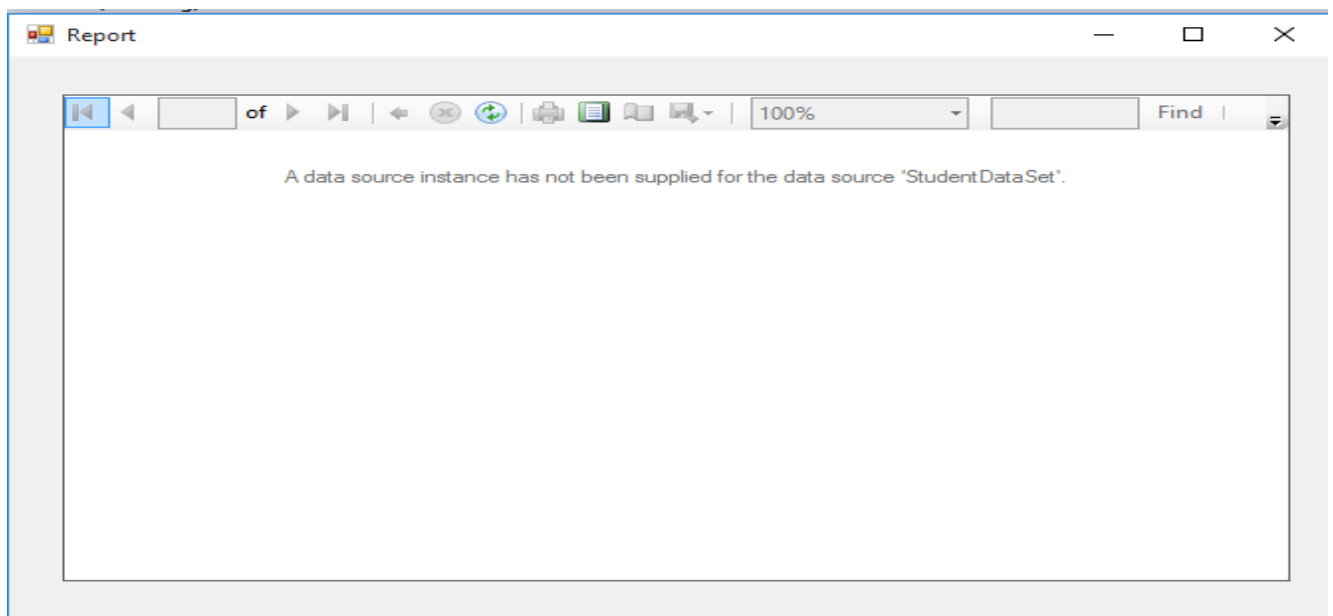 Report
of 100% Find
A data source instance has not been supplied for the data source 'StudentDataSet'.